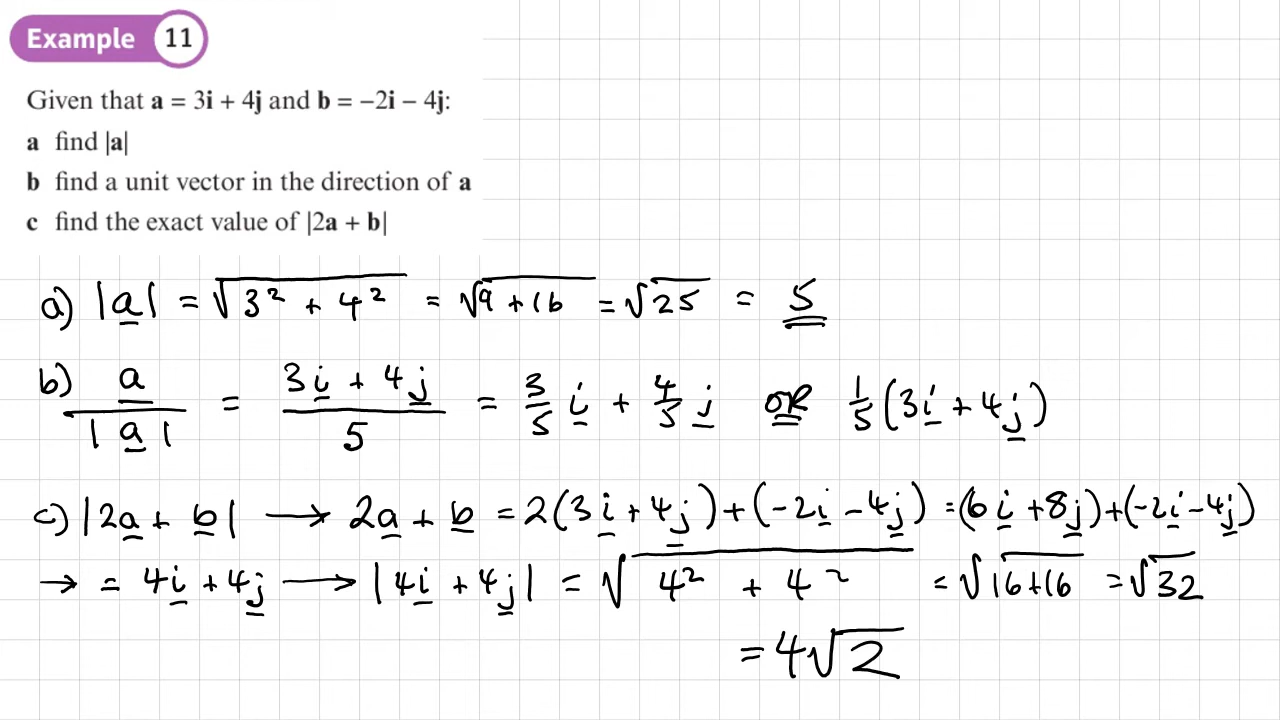 Example 11
Given that a = 3i + 4j and b = −2i − 4j:
a find |a|
b find a unit vector in the direction of a
c find the exact value of |2a + b|
a) |a| = √(3² + 4²) = √(9 + 16) = √25 = 5
b) a/|a| = (3i + 4j)/5 = 3/5 i + 4/5 j OR 1/5 (3i + 4j)
c) |2a + b| → 2a + b = 2(3i + 4j) + (-2i - 4j) = (6i + 8j) + (-2i - 4j)
→ = 4i + 4j → |4i + 4j| = √(4² + 4²) = √(16 + 16) = √32
= 4√2